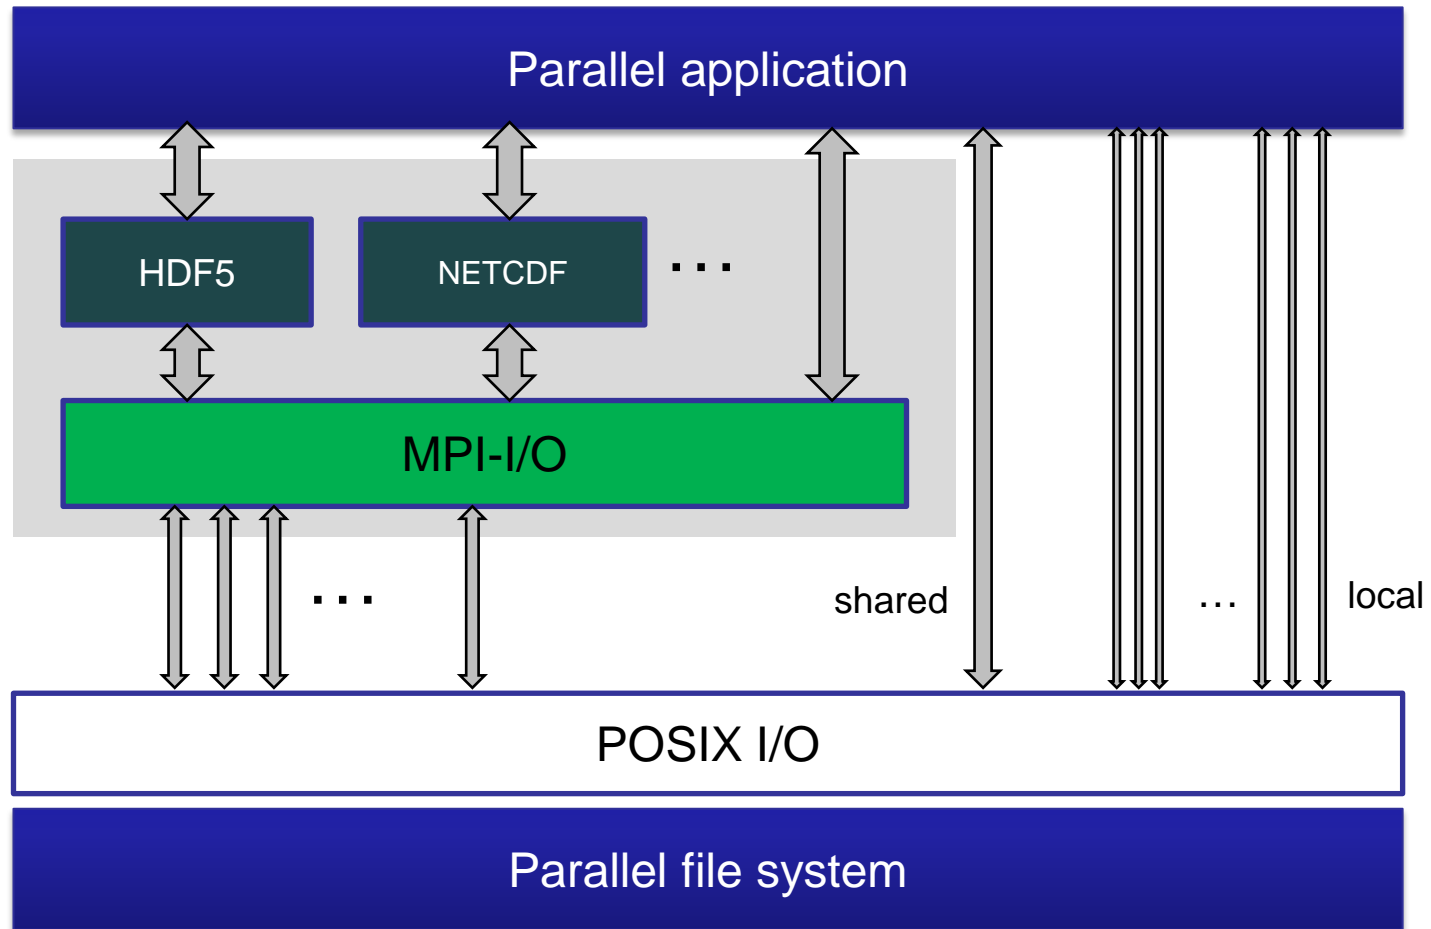 Parallel application
HDF5
NETCDF
...
MPI-I/O
...
shared
...
local
POSIX I/O
Parallel file system